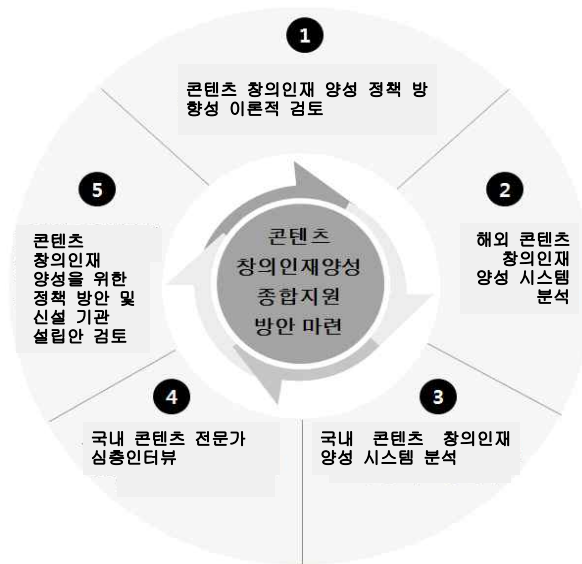 1
콘텐츠 창의인재 양성 정책 방
향성 이론적 검토
2
해외 콘텐츠
창의인재
양성 시스템
분석
3
국내 콘텐츠 창의인재
양성 시스템 분석
4
국내 콘텐츠 전문가
심층인터뷰
5
콘텐츠
창의인재
양성을 위한
정책 방안 및
신설 기관
설립안 검토
콘텐츠
창의인재양성
종합지원
방안 마련